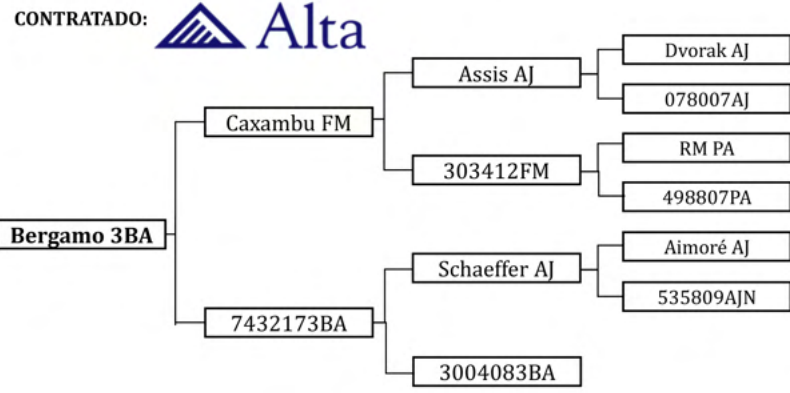 CONTRATADO: Alta
Dvorak AJ
Assis AJ
078007AJ
Caxambu FM
RM PA
303412FM
498807PA
Bergamo 3BA
Aimoré AJ
Schaeffer AJ
535809AJN
7432173BA
3004083BA